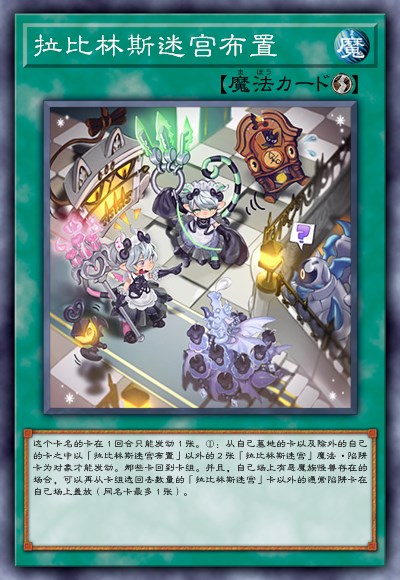 拉比林斯迷宫布置
魔
【魔法カード】
まほう
这个卡名的卡在1回合只能发动1张。①：从自己墓地的卡以及除外的自己
的卡之中以「拉比林斯迷宫布置」以外的2张「拉比林斯迷宫」魔法·陷阱
卡为对象才能发动。那些卡回到卡组。并且，自己场上有恶魔族怪兽存在的
场合，可以再从卡组选回去数量的「拉比林斯迷宫」卡以外的通常陷阱卡在
自己场上盖放（同名卡最多1张）。
?